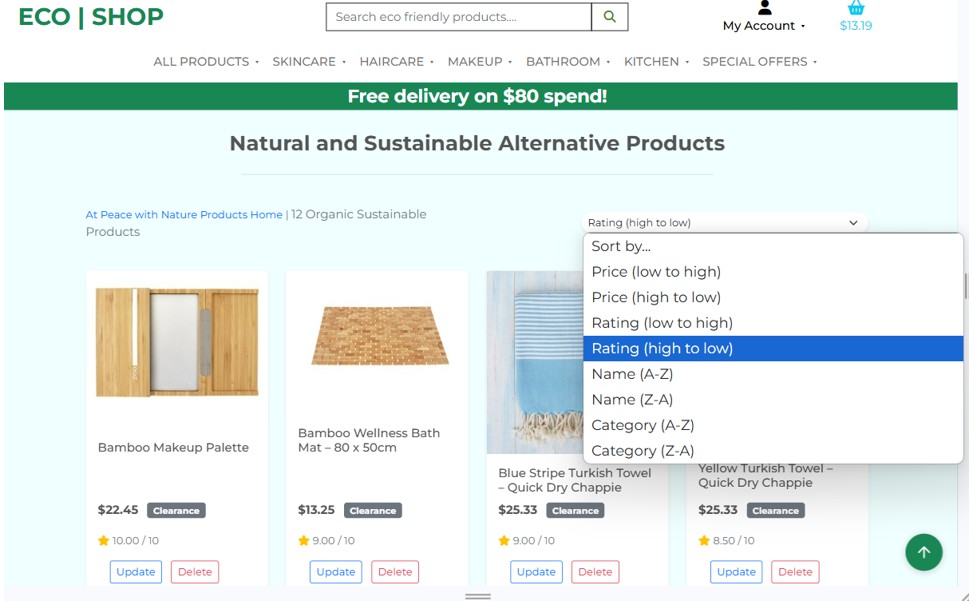 ECO | SHOP
Search eco friendly products....
My Account
$13.19
ALL PRODUCTS
SKINCARE
HAIRCARE
MAKEUP
BATHROOM
KITCHEN
SPECIAL OFFERS
Free delivery on $80 spend!
Natural and Sustainable Alternative Products
At Peace with Nature Products Home | 12 Organic Sustainable
Products
Rating (high to low)
Sort by...
Price (low to high)
Price (high to low)
Rating (low to high)
Rating (high to low)
Name (A-Z)
Name (Z-A)
Category (A-Z)
Category (Z-A)
Bamboo Makeup Palette
$22.45 Clearance
10.00 / 10
Update Delete
Bamboo Wellness Bath
Mat – 80 x 50cm
$13.25 Clearance
9.00 / 10
Update Delete
Blue Stripe Turkish Towel
– Quick Dry Chappie
$25.33 Clearance
9.00 / 10
Update Delete
Yellow Turkish Towel –
Quick Dry Chappie
$25.33 Clearance
8.50 / 10
Update Delete